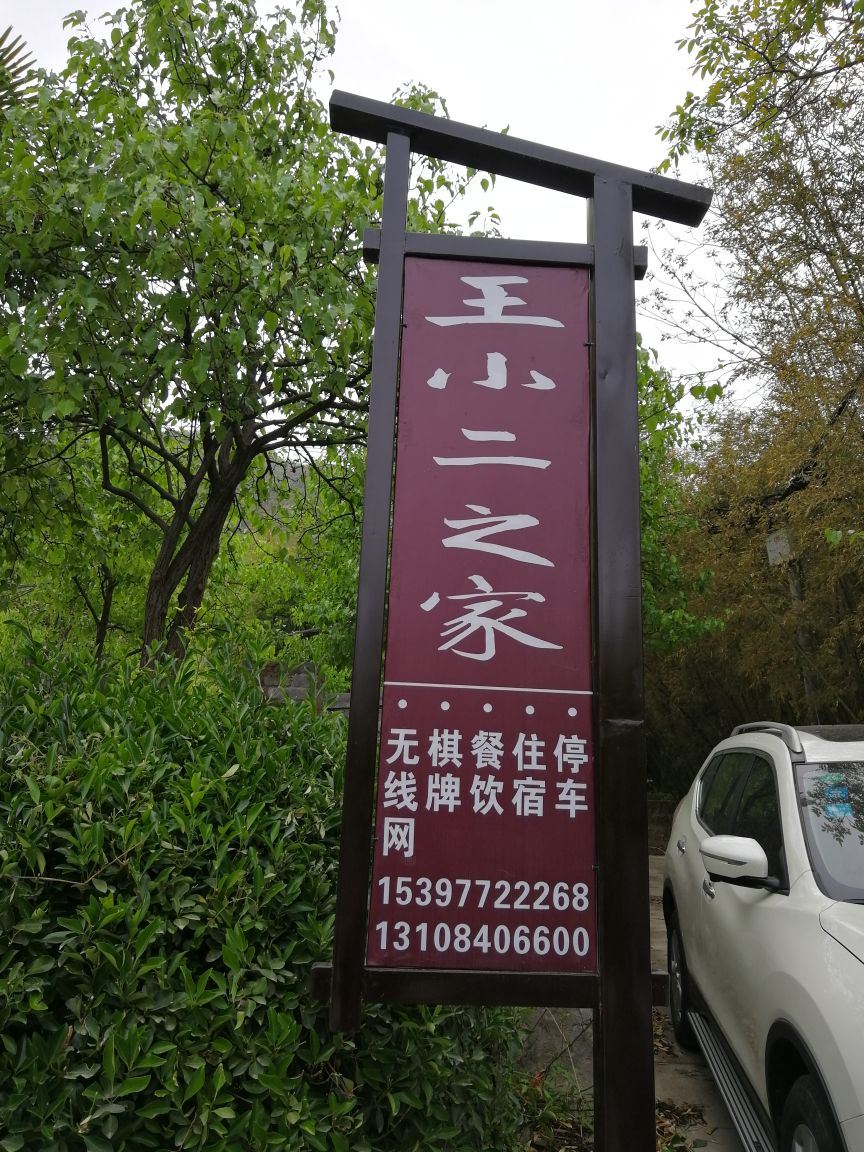 王小二之家
停车
住宿
餐饮
棋牌
无线网
15397722268
13108406600